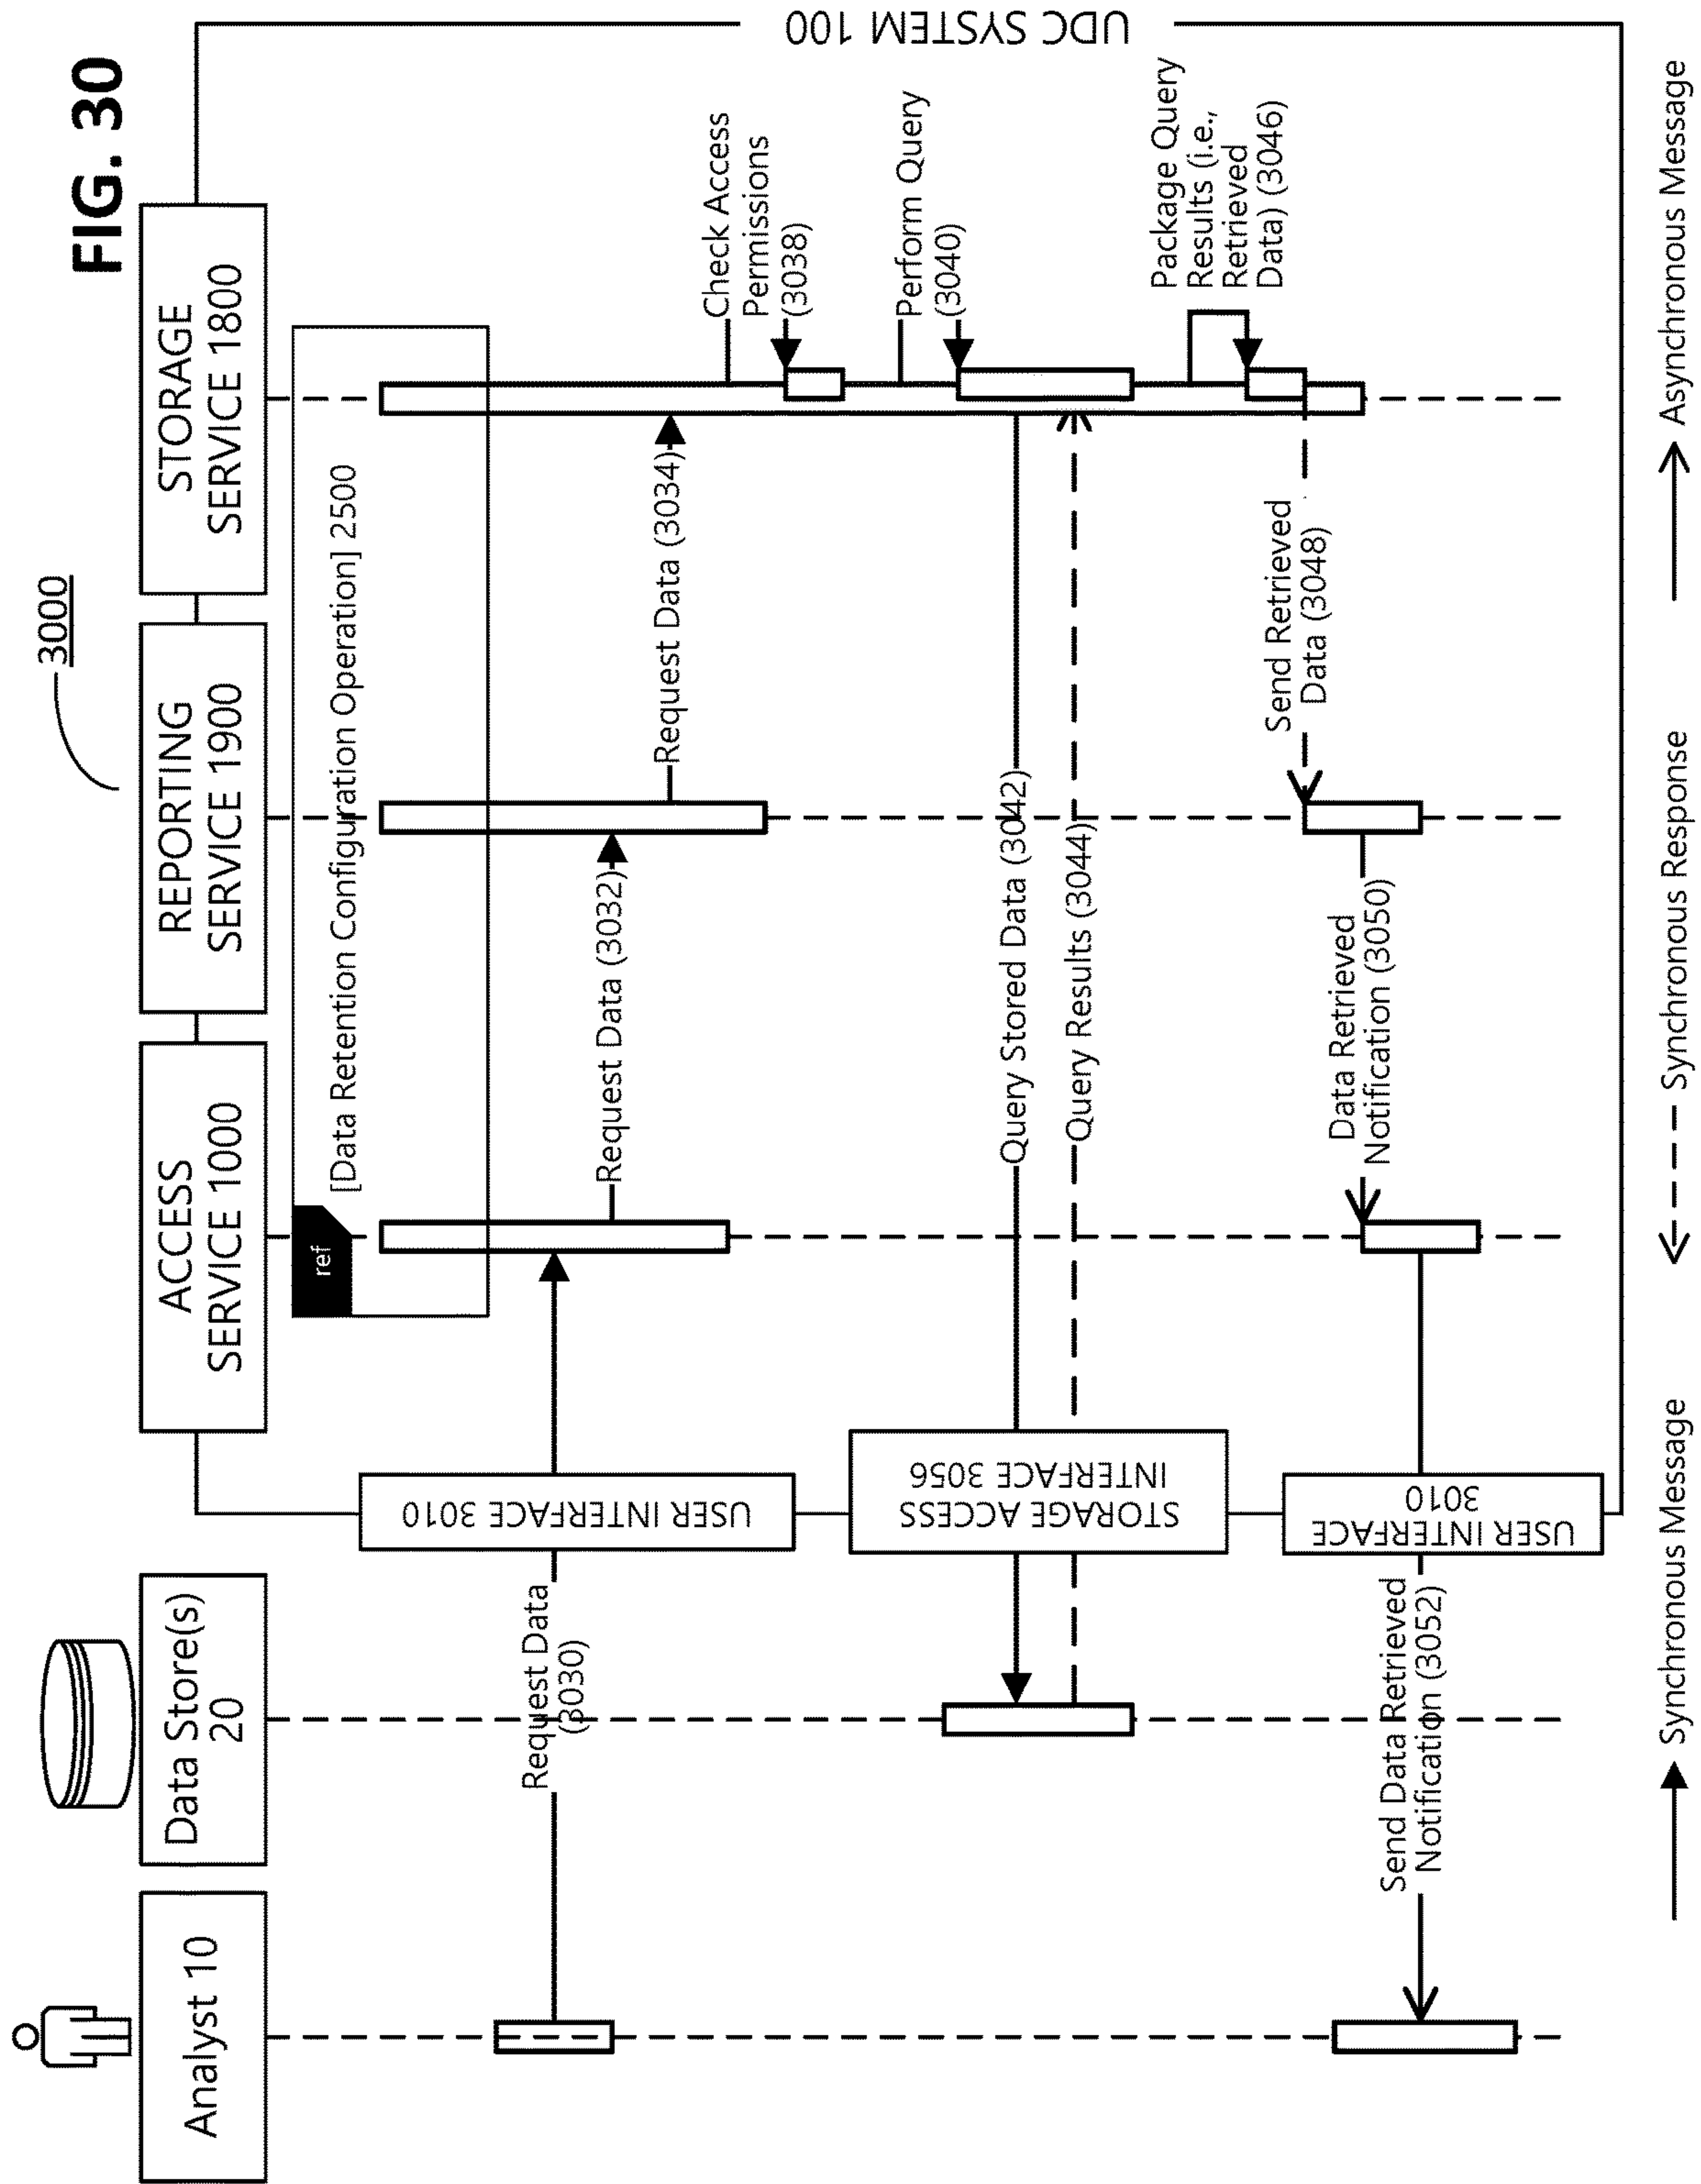 FIG. 30
3000
Analyst 10
Data Store(s)
20
ACCESS
SERVICE 1000
REPORTING
SERVICE 1900
STORAGE
SERVICE 1800
ref
[Data Retention Configuration Operation] 2500
USER INTERFACE 3010
Request Data
(3030)
Request Data (3032)
Request Data (3034)
Check Access
Permissions
(3038)
Perform Query
(3040)
STORAGE ACCESS
INTERFACE 3056
Query Stored Data (3042)
Query Results (3044)
Package Query
Results (i.e.,
Retrieved
Data) (3046)
Send Retrieved
Data (3048)
Data Retrieved
Notification (3050)
USER INTERFACE
3010
Send Data Retrieved
Notification (3052)
UDC SYSTEM 100
Synchronous Message
Synchronous Response
Asynchronous Message